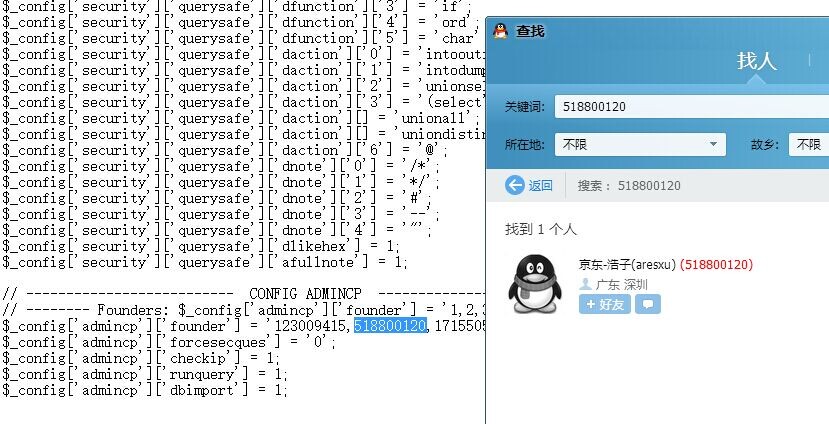 $_config['security']['querysafe']['dfunction']['3'] = 'if';
$_config['security']['querysafe']['dfunction']['4'] = 'ord';
$_config['security']['querysafe']['dfunction']['5'] = 'char'
$_config['security']['querysafe']['daction']['0'] = 'intooutf
$_config['security']['querysafe']['daction']['1'] = 'intodump
$_config['security']['querysafe']['daction']['2'] = 'unionsel
$_config['security']['querysafe']['daction']['3'] = '(select'
$_config['security']['querysafe']['daction'][] = 'unionall';
$_config['security']['querysafe']['daction'][] = 'uniondistin
$_config['security']['querysafe']['daction']['6'] = '@';
$_config['security']['querysafe']['dnote']['0'] = '/*';
$_config['security']['querysafe']['dnote']['1'] = '*/';
$_config['security']['querysafe']['dnote']['2'] = '#';
$_config['security']['querysafe']['dnote']['3'] = '--';
$_config['security']['querysafe']['dnote']['4'] = '"';
$_config['security']['querysafe']['dlikehex'] = 1;
$_config['security']['querysafe']['afullnote'] = 1;
// ------------------------ CONFIG ADMINCP ------------
// -------- Founders: $_config['admincp']['founder'] = '1,2,3
$_config['admincp']['founder'] = '123009415,518800120,1715505
$_config['admincp']['forcesecques'] = '0';
$_config['admincp']['checkip'] = 1;
$_config['admincp']['runquery'] = 1;
$_config['admincp']['dbimport'] = 1;
查找
找人
关键词: 518800120
所在地: 不限 故乡: 不限
返回 搜索: 518800120
找到 1 个人
京东-浩子(aresxu) (518800120)
广东 深圳
+ 好友